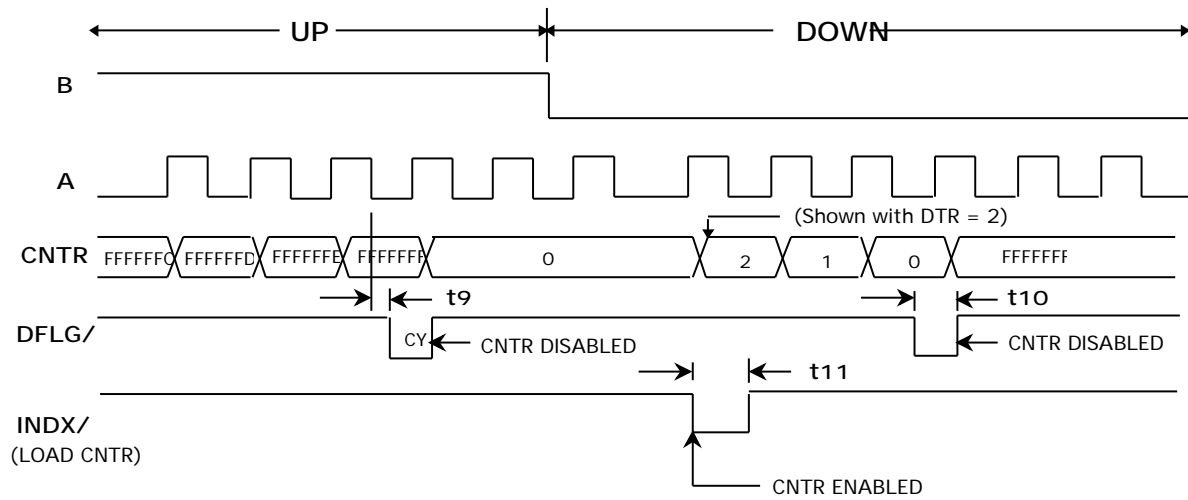 UP DOWN
B
A
(Shown with DTR = 2)
CNTR FFFFFFC FFFFFFD FFFFFFE FFFFFFF 0 2 1 0 FFFFFFF
t9 t10
DFLG/ CY CNTR DISABLED CNTR DISABLED
t11
INDX/
(LOAD CNTR)
CNTR ENABLED